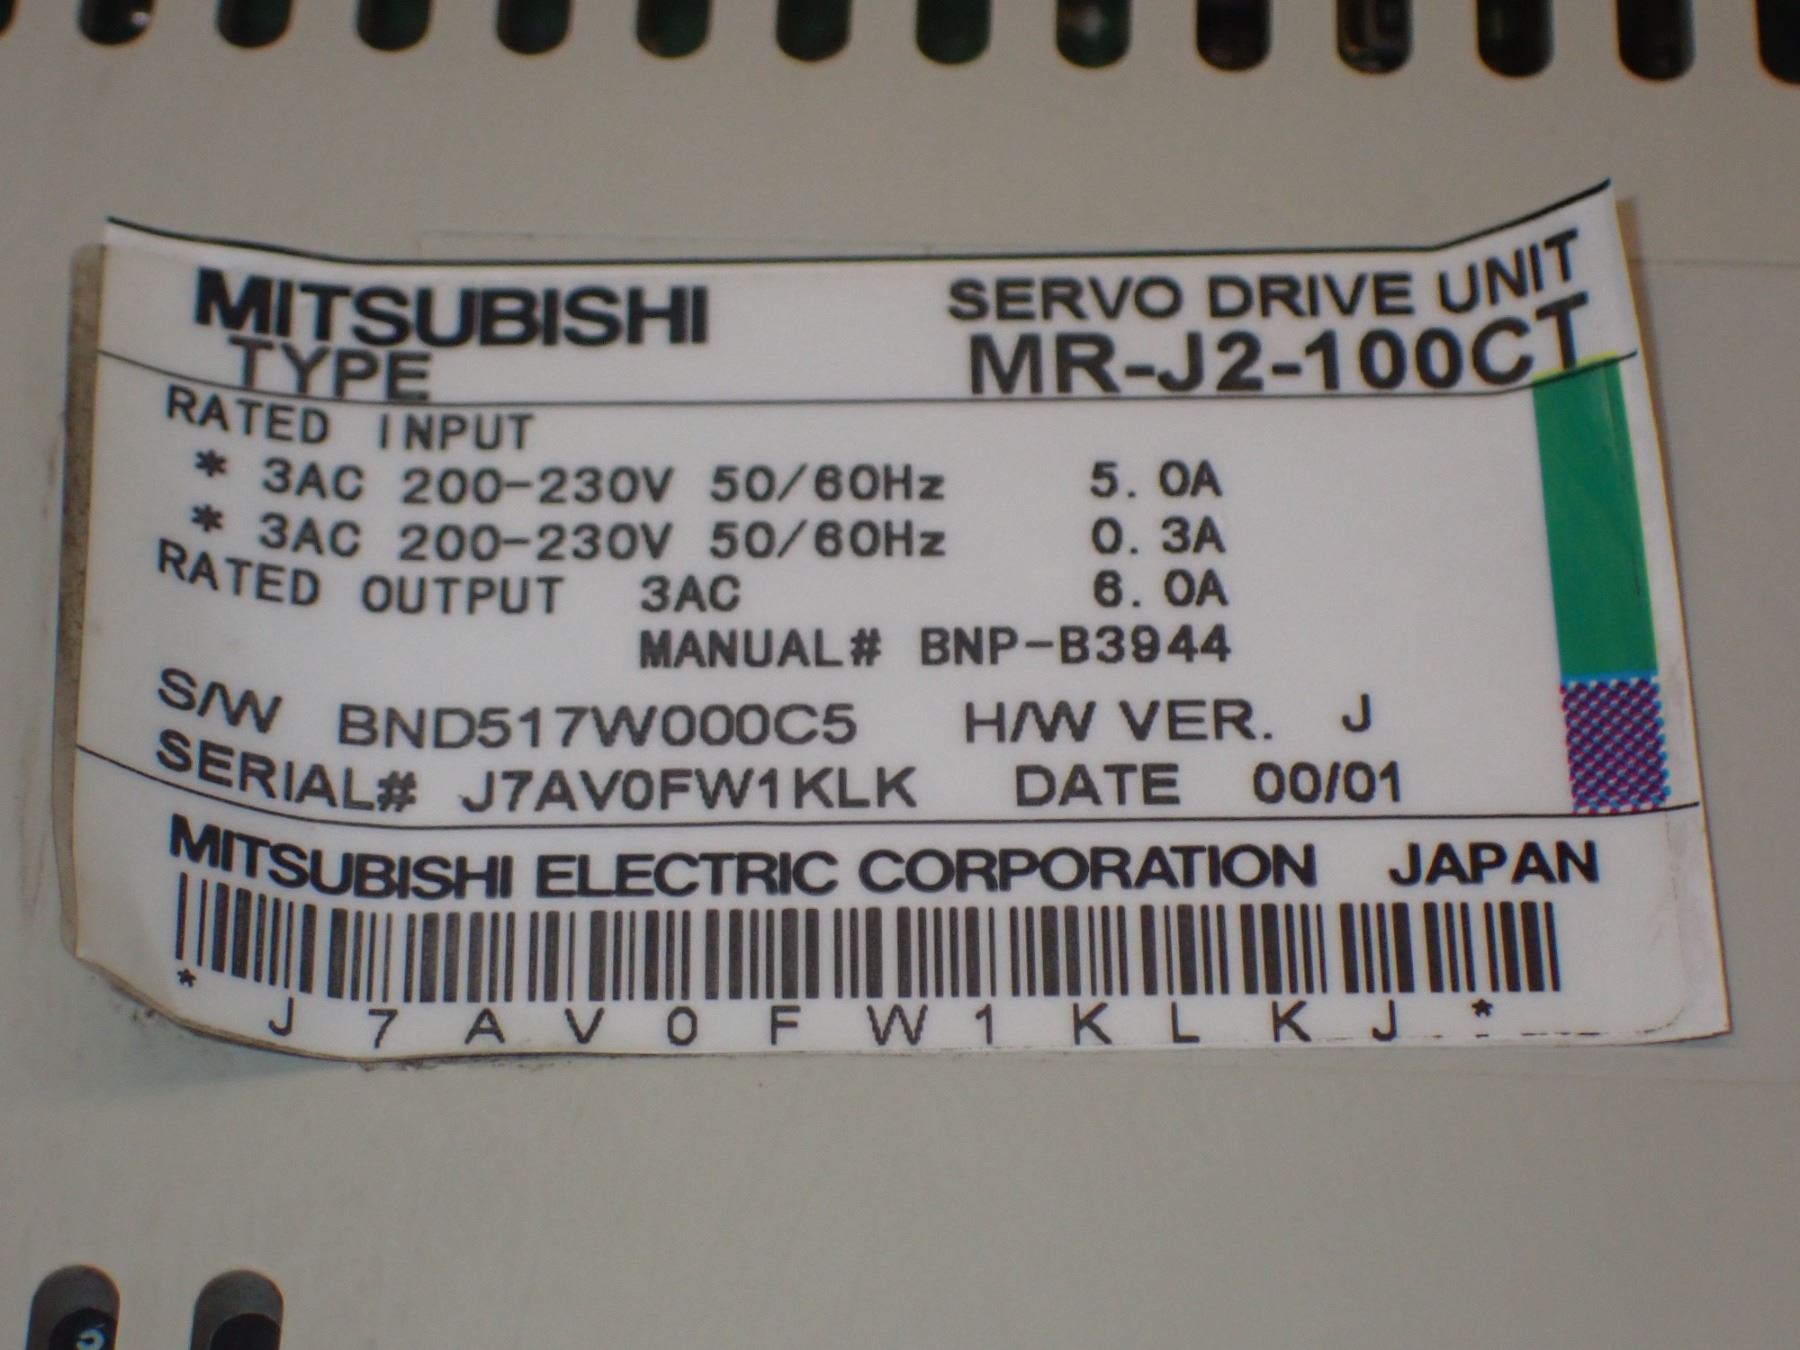 MITSUBISHI SERVO DRIVE UNIT
TYPE MR-J2-100CT
RATED INPUT
* 3AC 200-230V 50/60Hz 5.0A
* 3AC 200-230V 50/60Hz 0.3A
RATED OUTPUT 3AC 6.0A
MANUAL# BNP-B3944
S/W BND517W000C5 H/W VER. J
SERIAL# J7AV0FW1KLK DATE 00/01
MITSUBISHI ELECTRIC CORPORATION JAPAN
* J 7 A V 0 F W 1 K L K J *